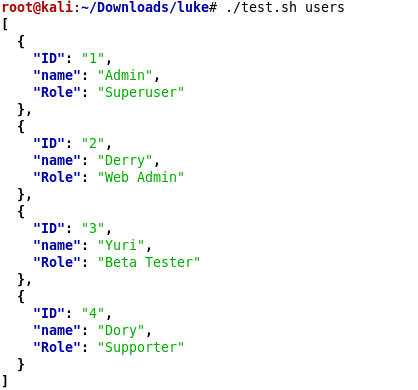 root@kali:~/Downloads/luke# ./test.sh users
[
  {
    "ID": "1",
    "name": "Admin",
    "Role": "Superuser"
  },
  {
    "ID": "2",
    "name": "Derry",
    "Role": "Web Admin"
  },
  {
    "ID": "3",
    "name": "Yuri",
    "Role": "Beta Tester"
  },
  {
    "ID": "4",
    "name": "Dory",
    "Role": "Supporter"
  }
]